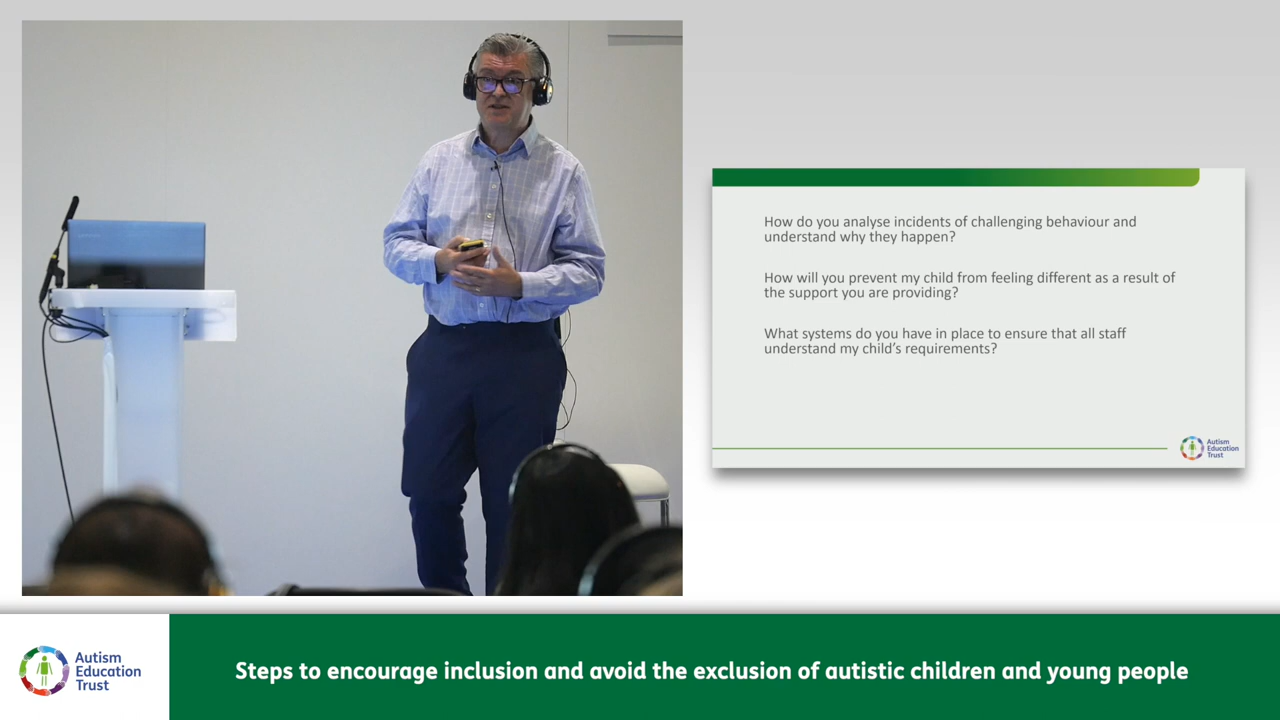 How do you analyse incidents of challenging behaviour and
understand why they happen?
How will you prevent my child from feeling different as a result of
the support you are providing?
What systems do you have in place to ensure that all staff
understand my child's requirements?
Autism
Education
Trust
Autism
Education
Trust
Steps to encourage inclusion and avoid the exclusion of autistic children and young people